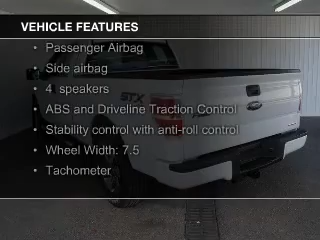 VEHICLE FEATURES
• Passenger Airbag
• Side airbag
• 4 speakers
• ABS and Driveline Traction Control
• Stability control with anti-roll control
• Wheel Width: 7.5
• Tachometer
STX